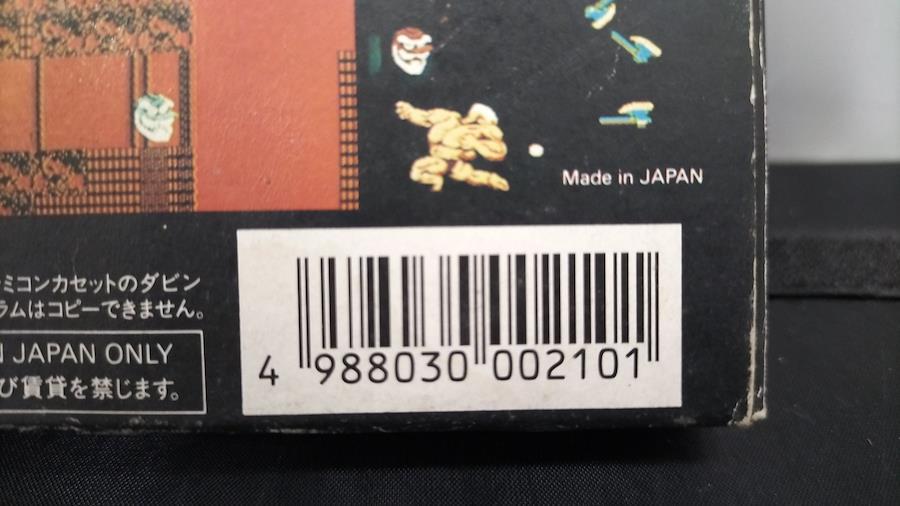 Made in JAPAN
ミコンカセットのダビン
ラムはコピーできません。
JAPAN ONLY
び賃貸を禁じます。
4 988030 002101